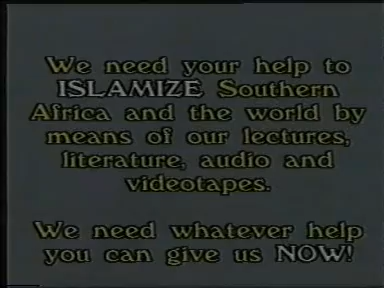 We need your help to
ISLAMIZE Southern
Africa and the world by
means of our lectures,
literature, audio and
videotapes.
We need whatever help
you can give us NOW!